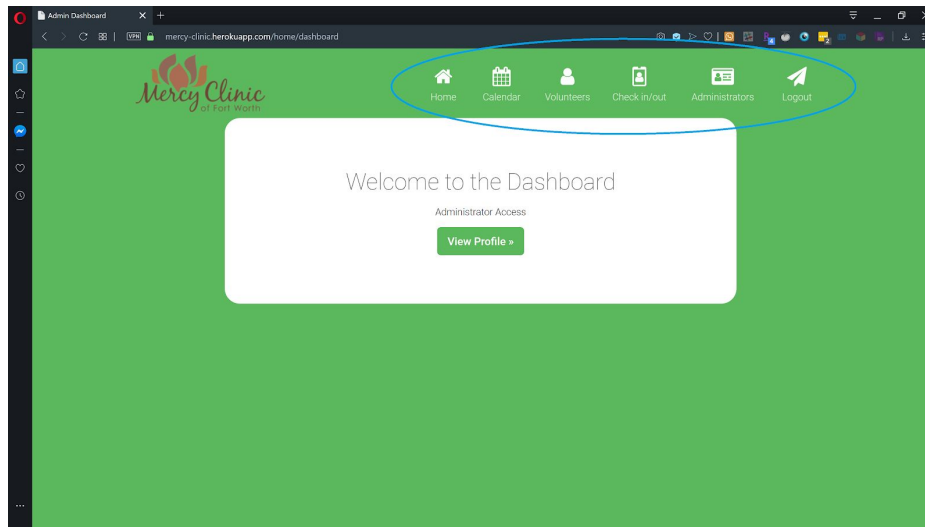 Admin Dashboard
VPN mercy-clinic.herokuapp.com/home/dashboard
Mercy Clinic
of Fort Worth
Home Calendar Volunteers Check in/out Administrators Logout
Welcome to the Dashboard
Administrator Access
View Profile »